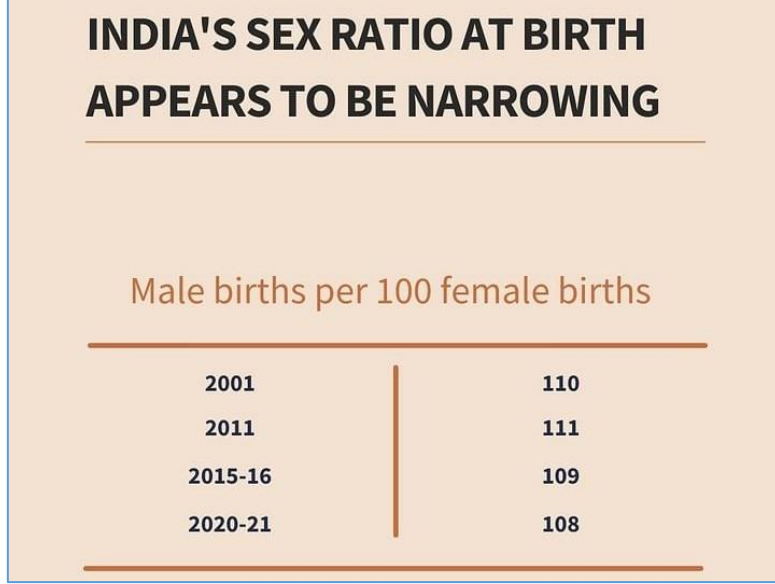 INDIA'S SEX RATIO AT BIRTH
APPEARS TO BE NARROWING
Male births per 100 female births
2001 110
2011 111
2015-16 109
2020-21 108